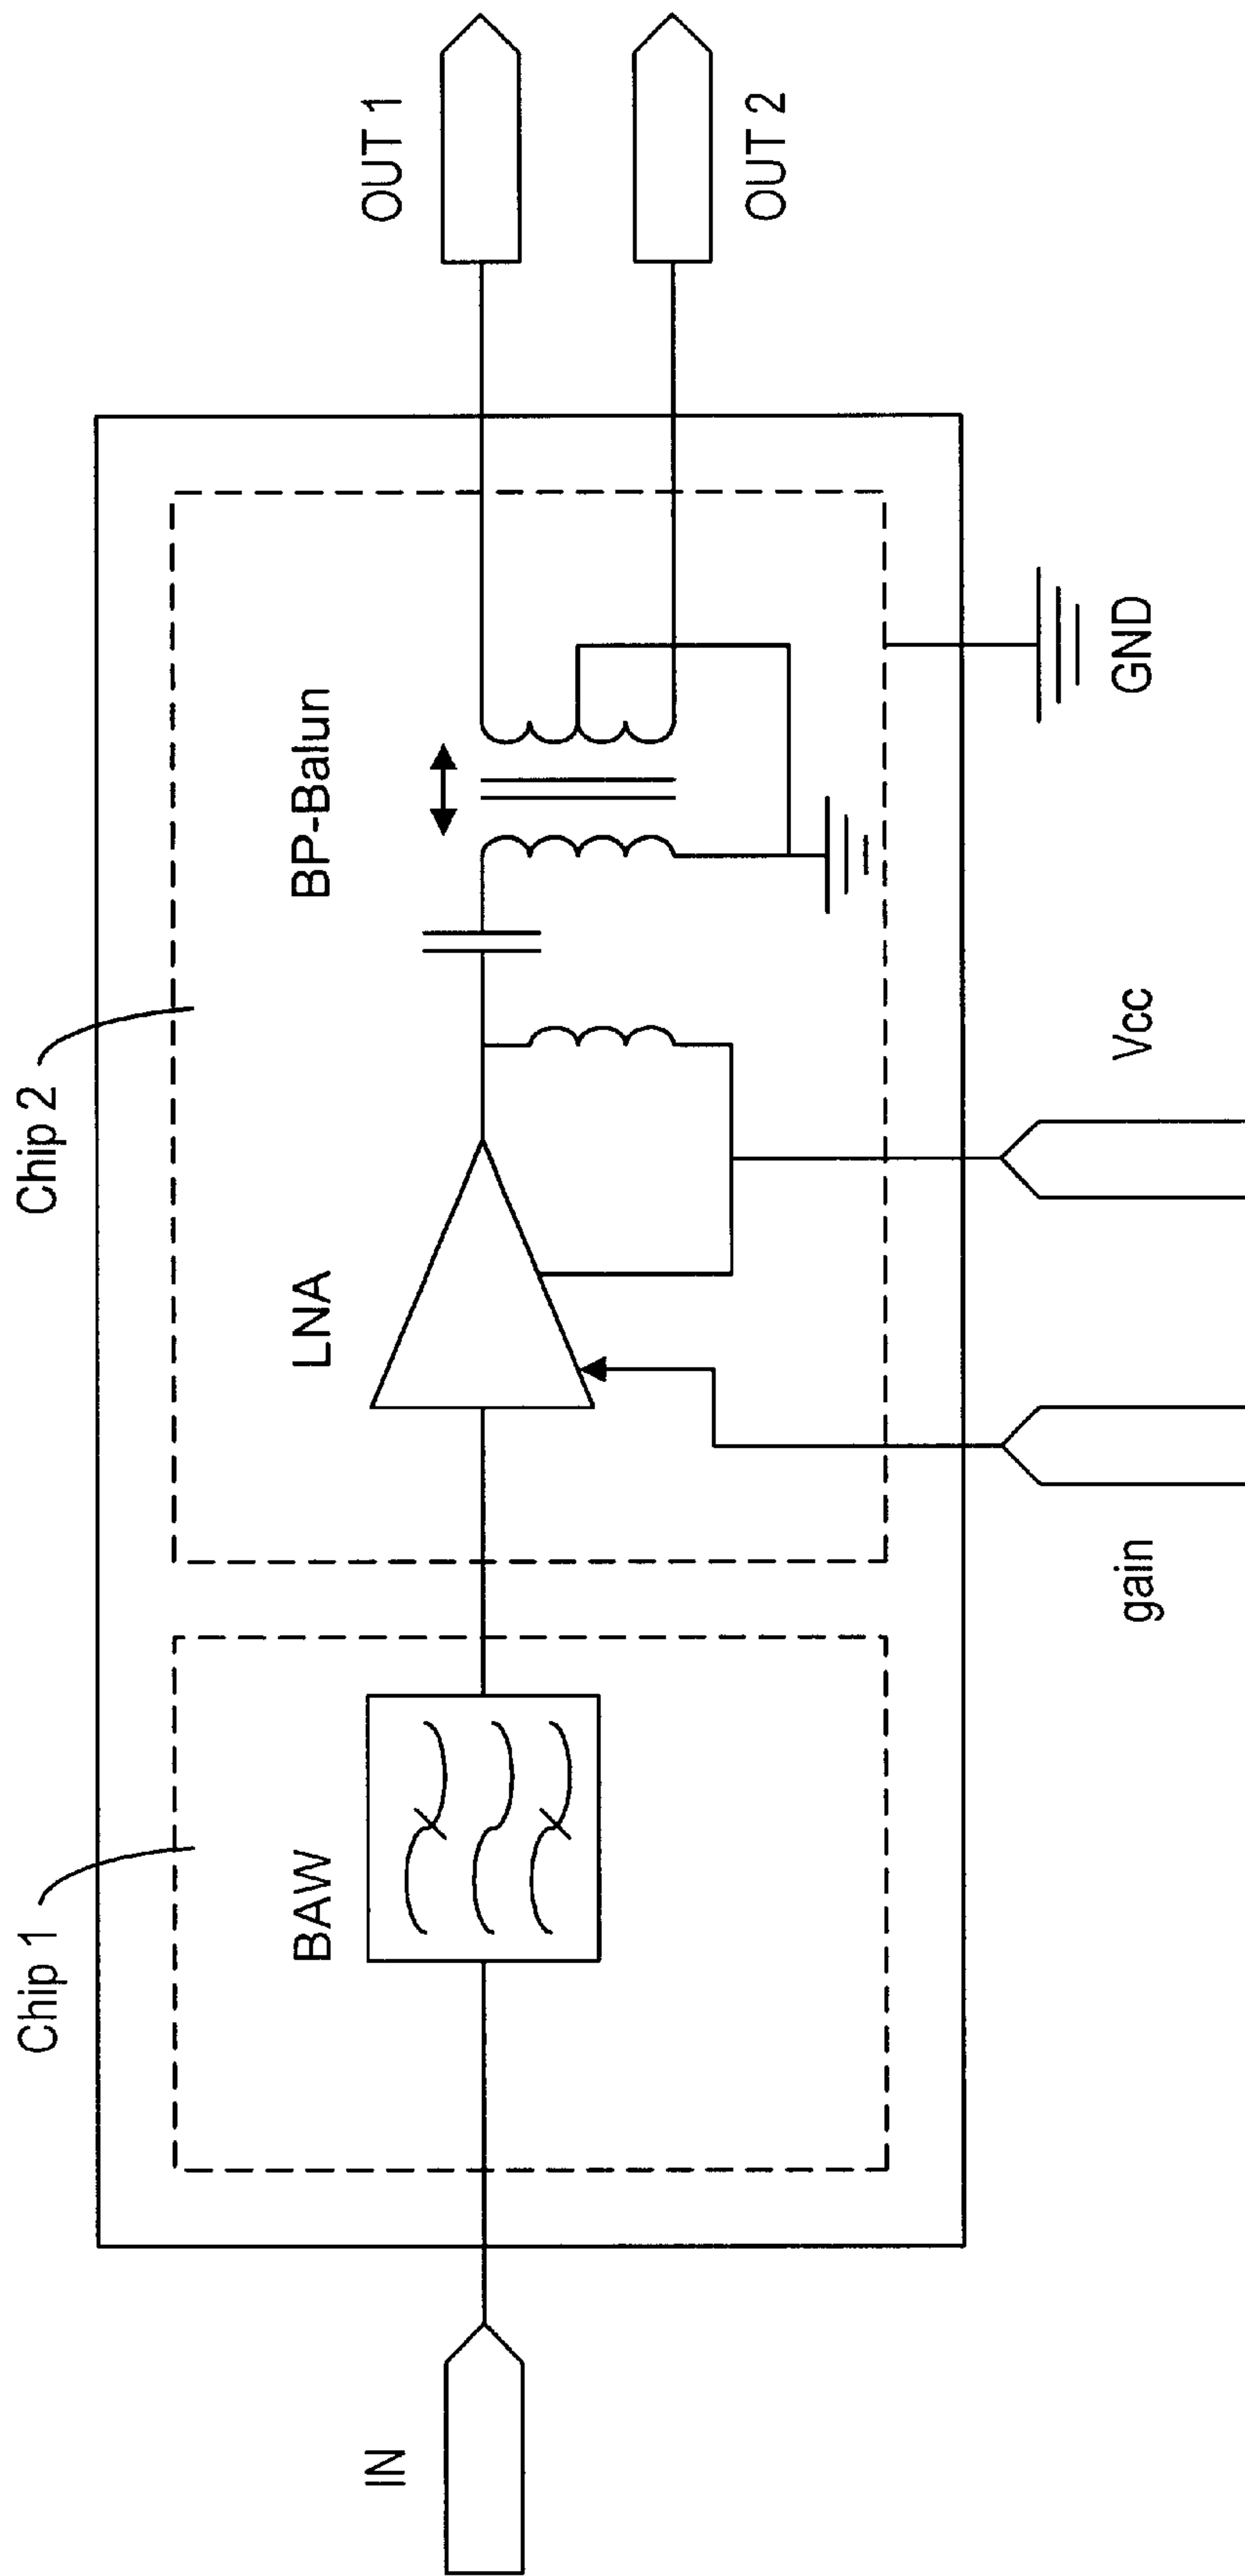 Chip 1
Chip 2
BAW
LNA
BP-Balun
IN
OUT 1
OUT 2
gain
Vcc
GND